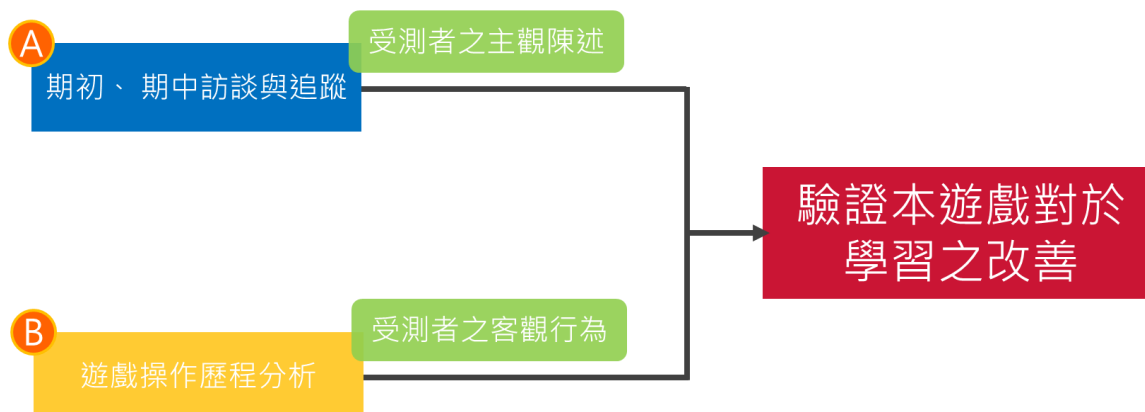 A
受測者之主觀陳述
期初、 期中訪談與追蹤
驗證本遊戲對於
學習之改善
B
受測者之客觀行為
遊戲操作歷程分析